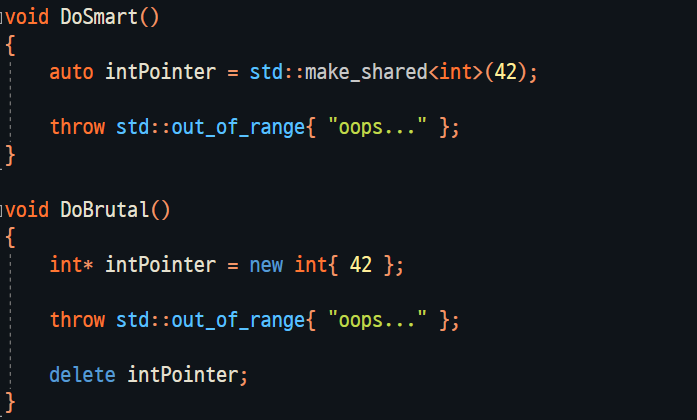 void DoSmart()
{
auto intPointer = std::make_shared<int>(42);
throw std::out_of_range{ "oops..." };
}
void DoBrutal()
{
int* intPointer = new int{ 42 };
throw std::out_of_range{ "oops..." };
delete intPointer;
}